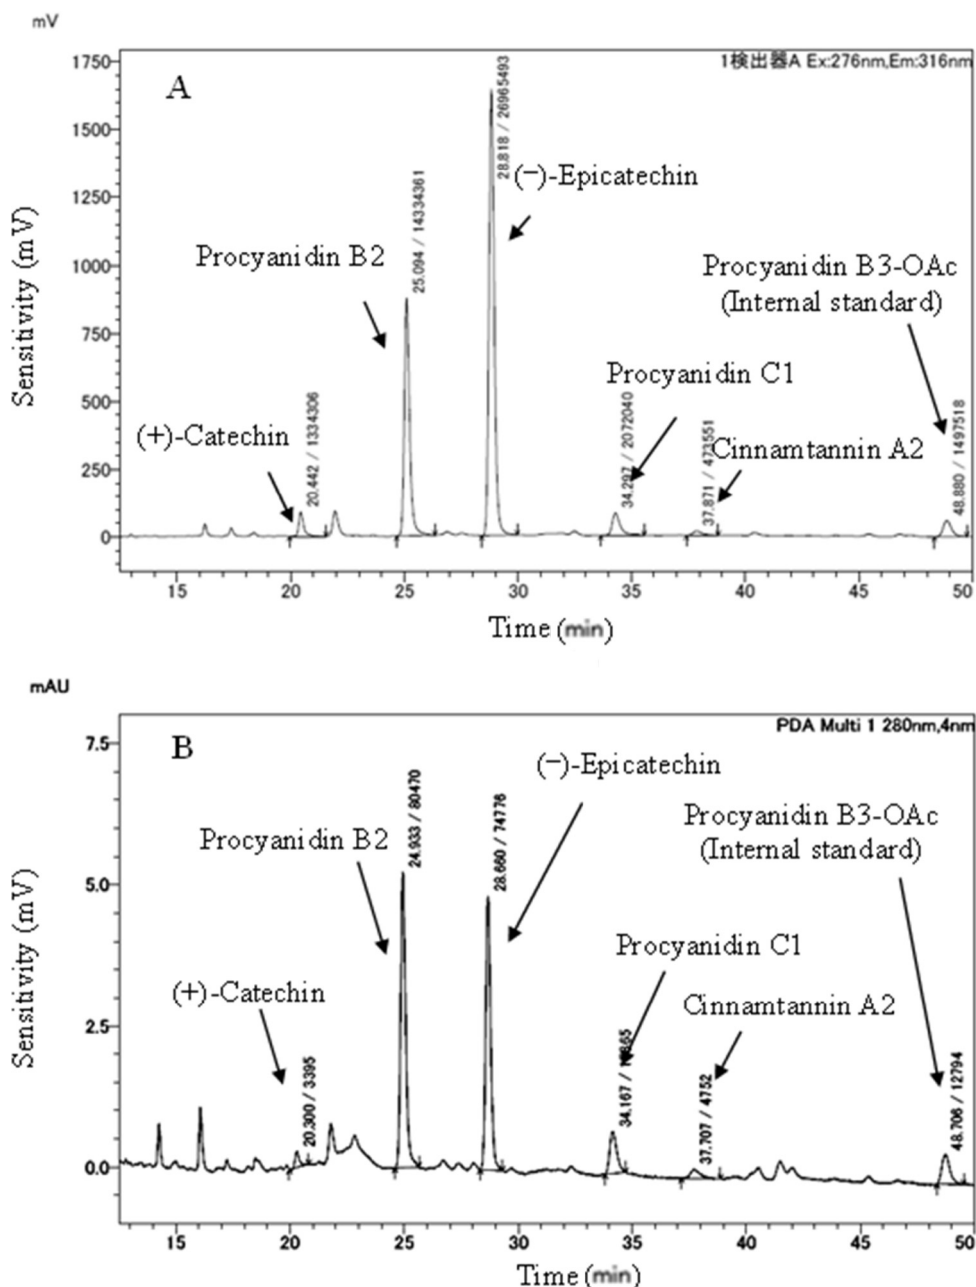 mV
1検出器A Ex:276nm,Em:316nm
A
1750
1500
1250
1000
750
500
250
0
Sensitivity (mV)
(+)-Catechin
20.442 / 1334306
Procyanidin B2
25.094 / 14334361
28.818 / 26965493
(−)-Epicatechin
Procyanidin C1
34.297 / 2072040
Cinnamtannin A2
37.871 / 473551
Procyanidin B3-OAc
(Internal standard)
48.880 / 1497518
15 20 25 30 35 40 45 50
Time (min)
mAU
PDA Multi 1 280nm,4nm
B
7.5
5.0
2.5
0.0
Sensitivity (mV)
(+)-Catechin
20.300 / 3395
Procyanidin B2
24.933 / 80470
(−)-Epicatechin
28.660 / 74776
Procyanidin C1
34.167 /
Cinnamtannin A2
37.707 / 4752
Procyanidin B3-OAc
(Internal standard)
48.706 / 12794
15 20 25 30 35 40 45 50
Time (min)